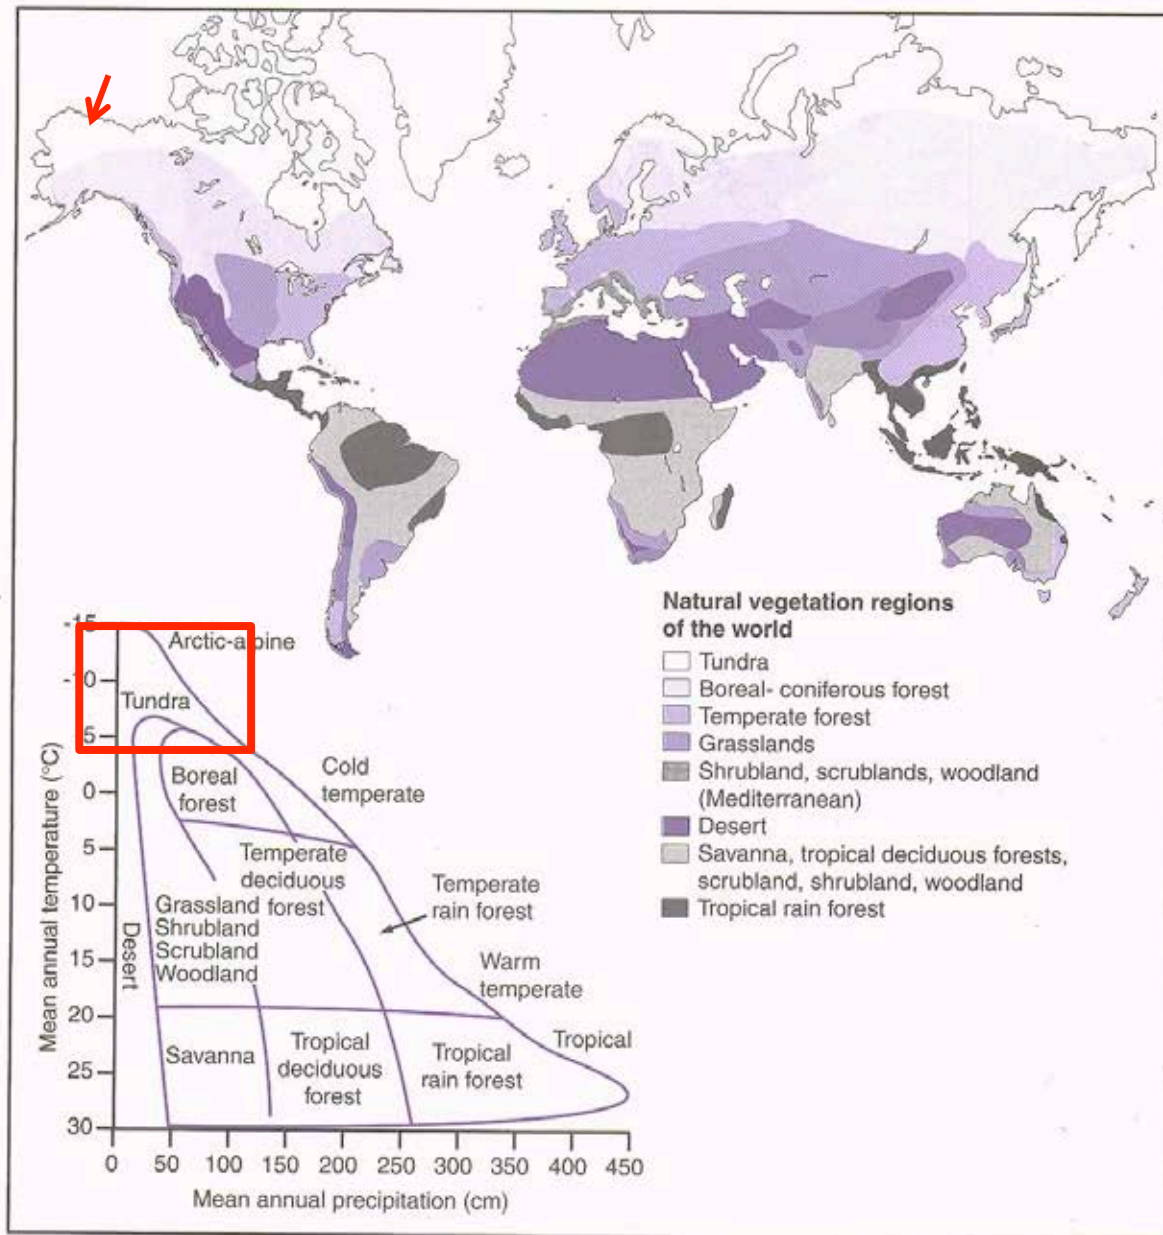 Natural vegetation regions
of the world
Tundra
Boreal- coniferous forest
Temperate forest
Grasslands
Shrubland, scrublands, woodland
(Mediterranean)
Desert
Savanna, tropical deciduous forests,
scrubland, shrubland, woodland
Tropical rain forest
Mean annual temperature (°C)
-15
-10
5
0
5
10
15
20
25
30
Arctic-alpine
Tundra
Cold
temperate
Boreal
forest
Temperate
deciduous
forest
Temperate
rain forest
Grassland
Shrubland
Scrubland
Woodland
Desert
Warm
temperate
Tropical
Savanna
Tropical
deciduous
forest
Tropical
rain forest
0 50 100 150 200 250 300 350 400 450
Mean annual precipitation (cm)